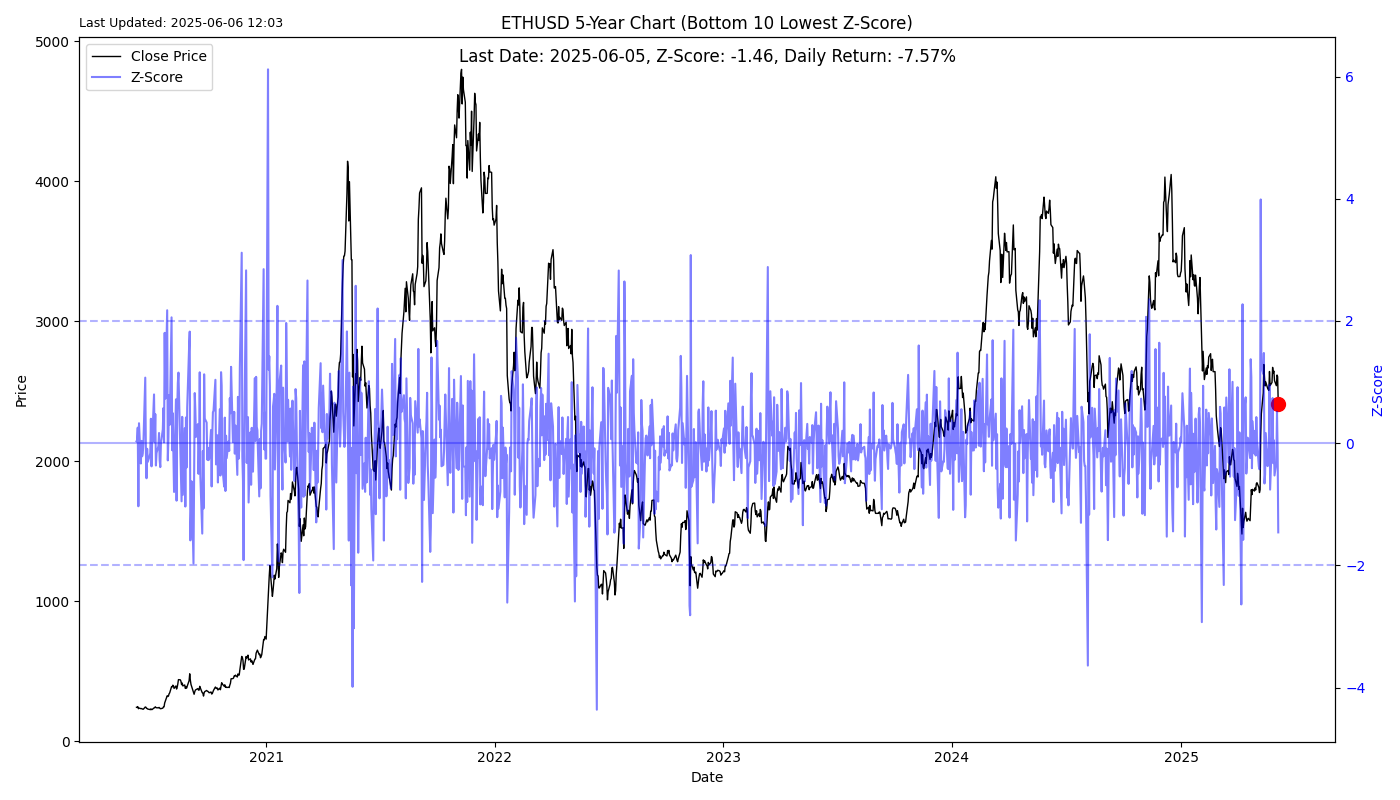 Last Updated: 2025-06-06 12:03
ETHUSD 5-Year Chart (Bottom 10 Lowest Z-Score)
Last Date: 2025-06-05, Z-Score: -1.46, Daily Return: -7.57%
Close Price
Z-Score
Price
5000
4000
3000
2000
1000
0
6
4
2
0
−2
−4
Z-Score
2021
2022
2023
2024
2025
Date